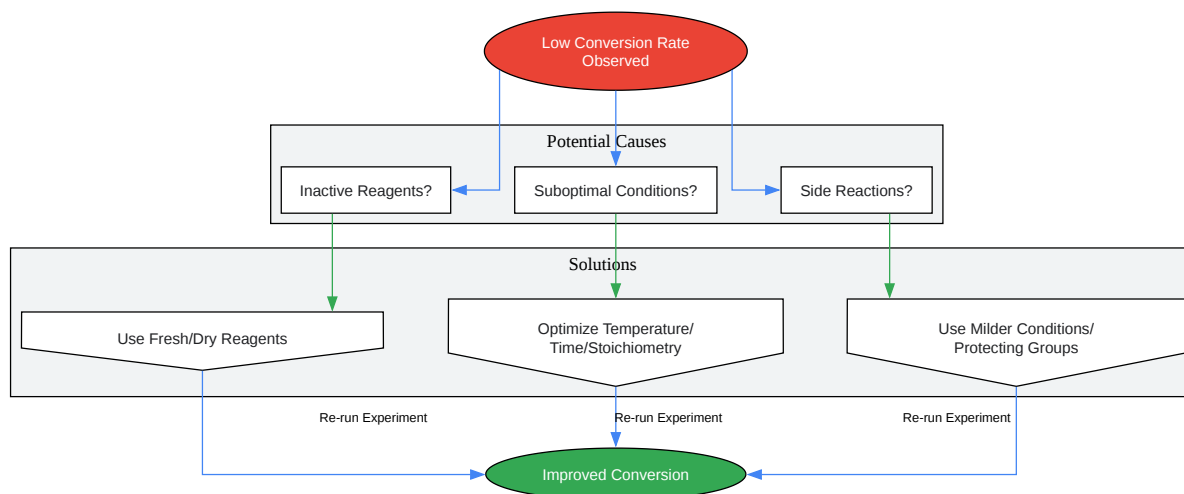 Low Conversion Rate
Observed
Potential Causes
Inactive Reagents?
Suboptimal Conditions?
Side Reactions?
Solutions
Use Fresh/Dry Reagents
Optimize Temperature/
Time/Stoichiometry
Use Milder Conditions/
Protecting Groups
Re-run Experiment
Re-run Experiment
Re-run Experiment
Improved Conversion